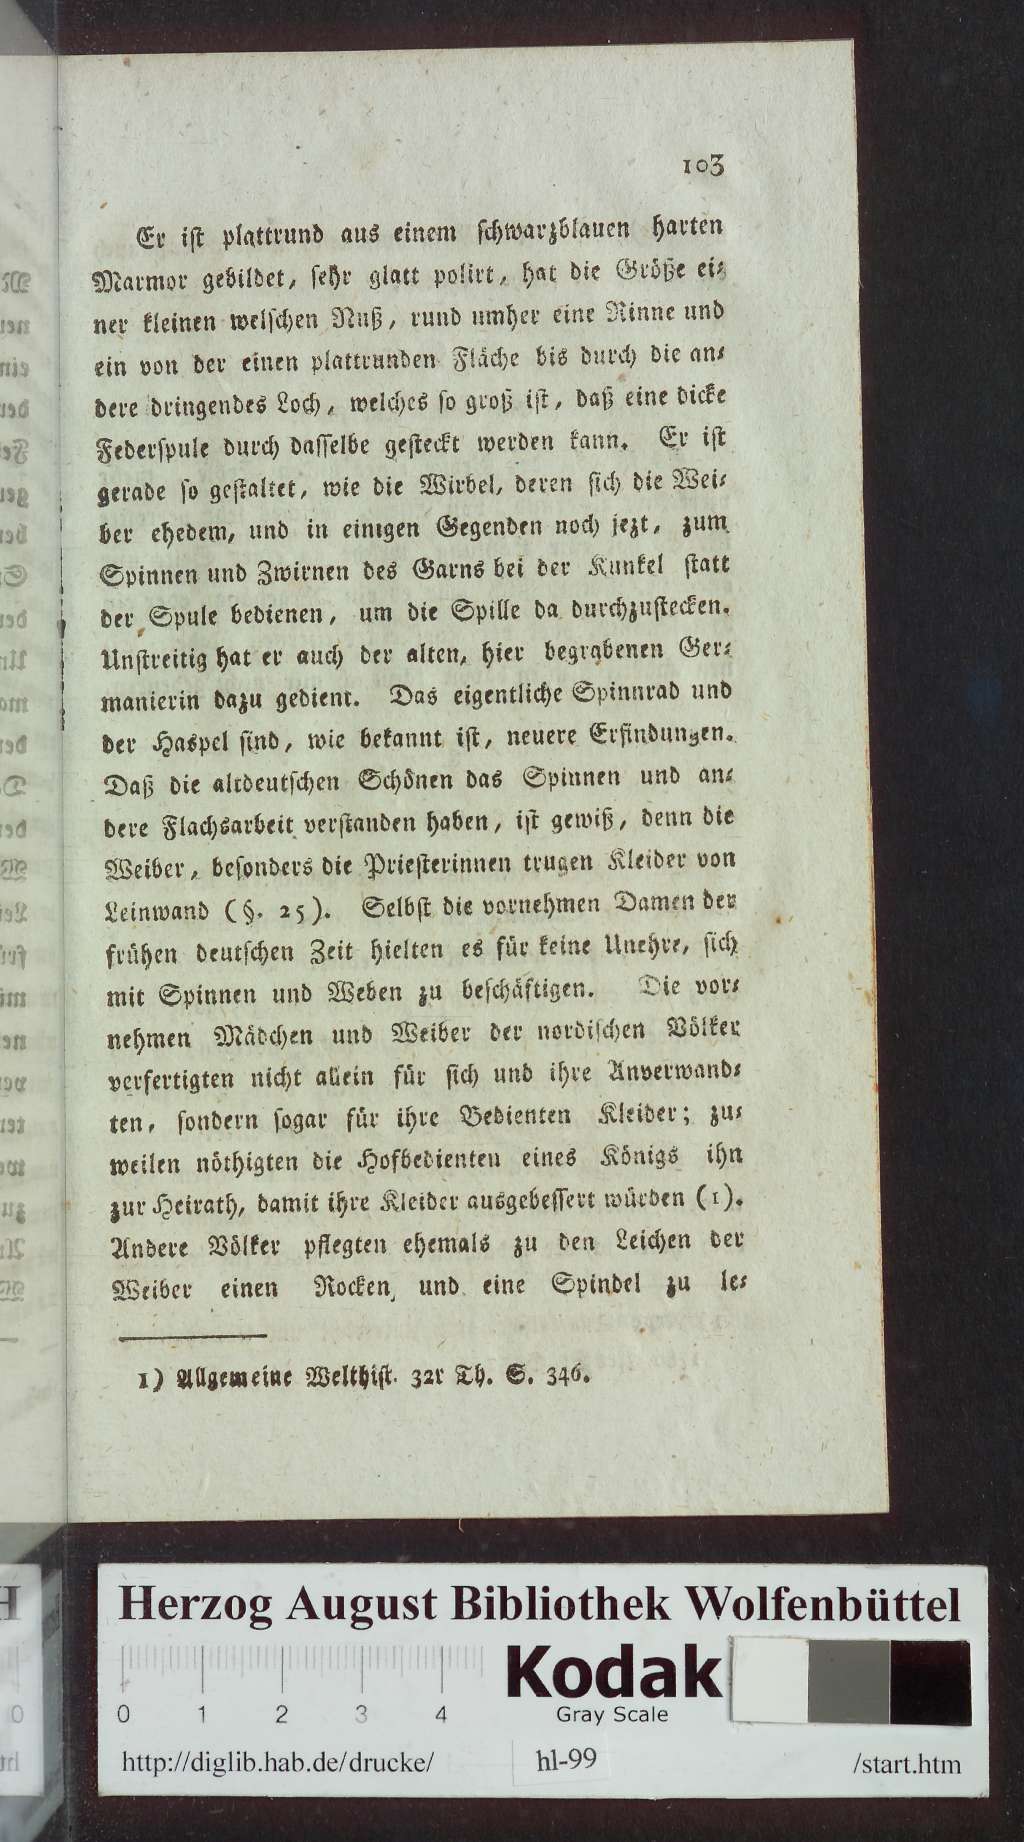 103
Er ist plattrund aus einem schwarzblauen harten
Marmor gebildet, sehr glatt polirt, hat die Größe ei-
ner kleinen welschen Nuß, rund umher eine Rinne und
ein von der einen plattrunden Fläche bis durch die an-
dere dringendes Loch, welches so groß ist, daß eine dicke
Federspule durch dasselbe gesteckt werden kann. Er ist
gerade so gestaltet, wie die Wirbel, deren sich die Wei-
ber ehedem, und in einigen Gegenden noch jezt, zum
Spinnen und Zwirnen des Garns bei der Kunkel statt
der Spule bedienen, um die Spille da durchzustecken.
Unstreitig hat er auch der alten, hier begrabenen Ger-
manierin dazu gedient. Das eigentliche Spinnrad und
der Haspel sind, wie bekannt ist, neuere Erfindungen.
Daß die altdeutschen Schönen das Spinnen und an-
dere Flachsarbeit verstanden haben, ist gewiß, denn die
Weiber, besonders die Priesterinnen trugen Kleider von
Leinwand (§. 25). Selbst die vornehmen Damen der
frühen deutschen Zeit hielten es für keine Unehre, sich
mit Spinnen und Weben zu beschäftigen. Die vor-
nehmen Mädchen und Weiber der nordischen Völker
verfertigten nicht allein für sich und ihre Anverwand-
ten, sondern sogar für ihre Bedienten Kleider; zu-
weilen nöthigten die Hofbedienten eines Königs ihn
zur Heirath, damit ihre Kleider ausgebessert würden (1).
Andere Völker pflegten ehemals zu den Leichen der
Weiber einen Rocken und eine Spindel zu le-
1) Allgemeine Welthist. 32r Th. S. 346.
Herzog August Bibliothek Wolfenbüttel
Kodak
Gray Scale
0 1 2 3 4
http://diglib.hab.de/drucke/ hl-99 /start.htm